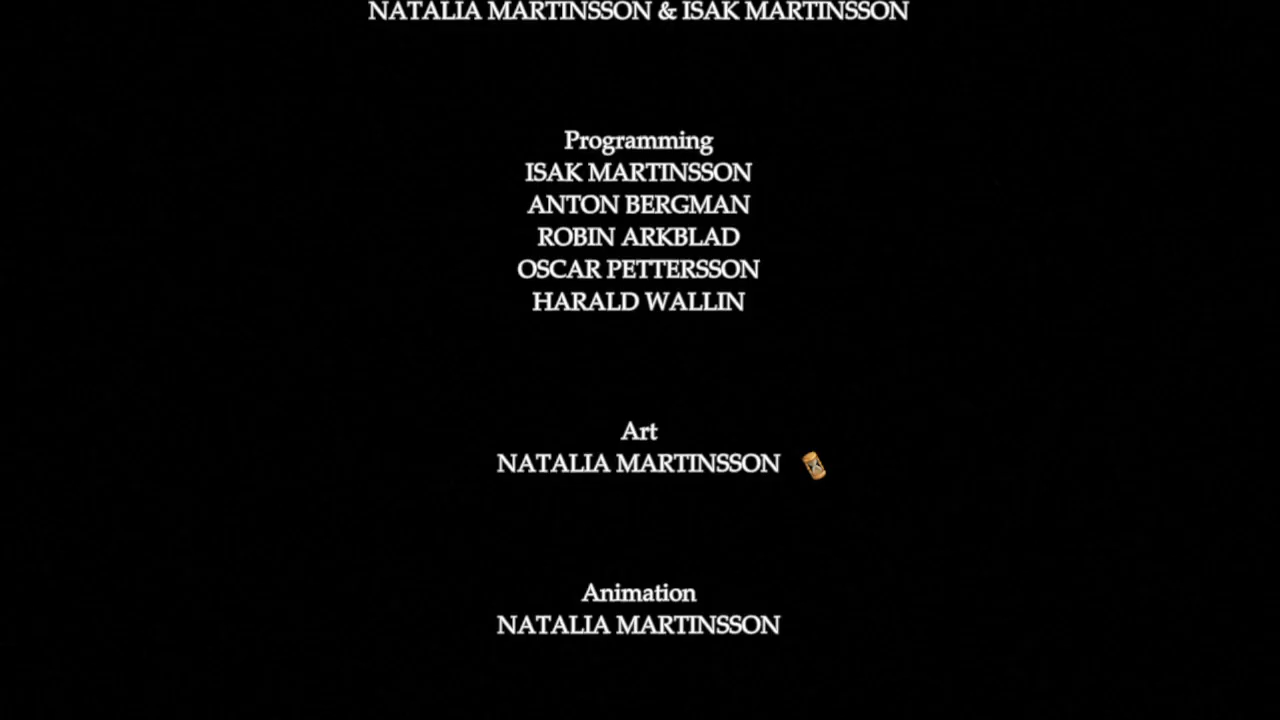 NATALIA MARTINSSON & ISAK MARTINSSON
Programming
ISAK MARTINSSON
ANTON BERGMAN
ROBIN ARKBLAD
OSCAR PETTERSSON
HARALD WALLIN
Art
NATALIA MARTINSSON
Animation
NATALIA MARTINSSON